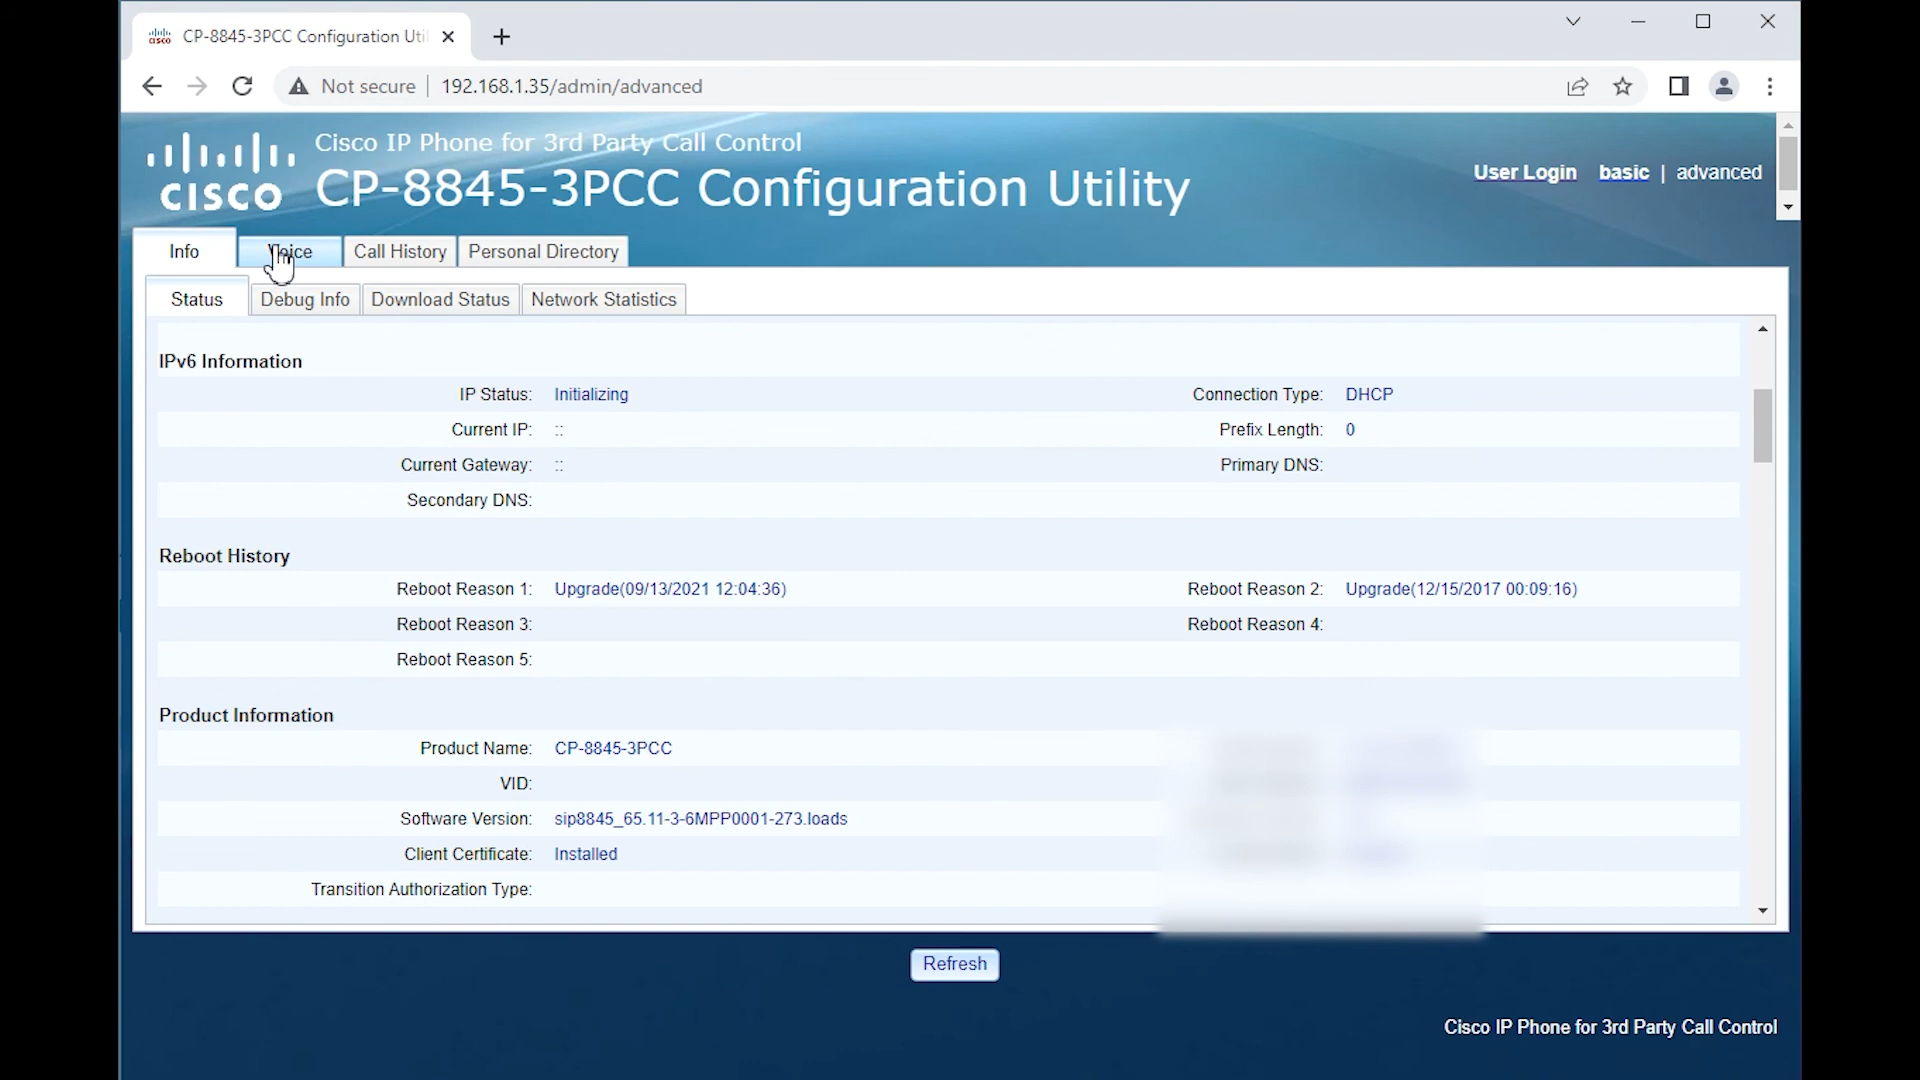 CP-8845-3PCC Configuration Uti
Not secure 192.168.1.35/admin/advanced
Cisco IP Phone for 3rd Party Call Control
CISCO CP-8845-3PCC Configuration Utility
User Login basic | advanced
Info Voice Call History Personal Directory
Status Debug Info Download Status Network Statistics
IPv6 Information
IP Status: Initializing Connection Type: DHCP
Current IP: :: Prefix Length: 0
Current Gateway: :: Primary DNS:
Secondary DNS:
Reboot History
Reboot Reason 1: Upgrade(09/13/2021 12:04:36) Reboot Reason 2: Upgrade(12/15/2017 00:09:16)
Reboot Reason 3: Reboot Reason 4:
Reboot Reason 5:
Product Information
Product Name: CP-8845-3PCC
VID:
Software Version: sip8845_65.11-3-6MPP0001-273.loads
Client Certificate: Installed
Transition Authorization Type:
Refresh
Cisco IP Phone for 3rd Party Call Control